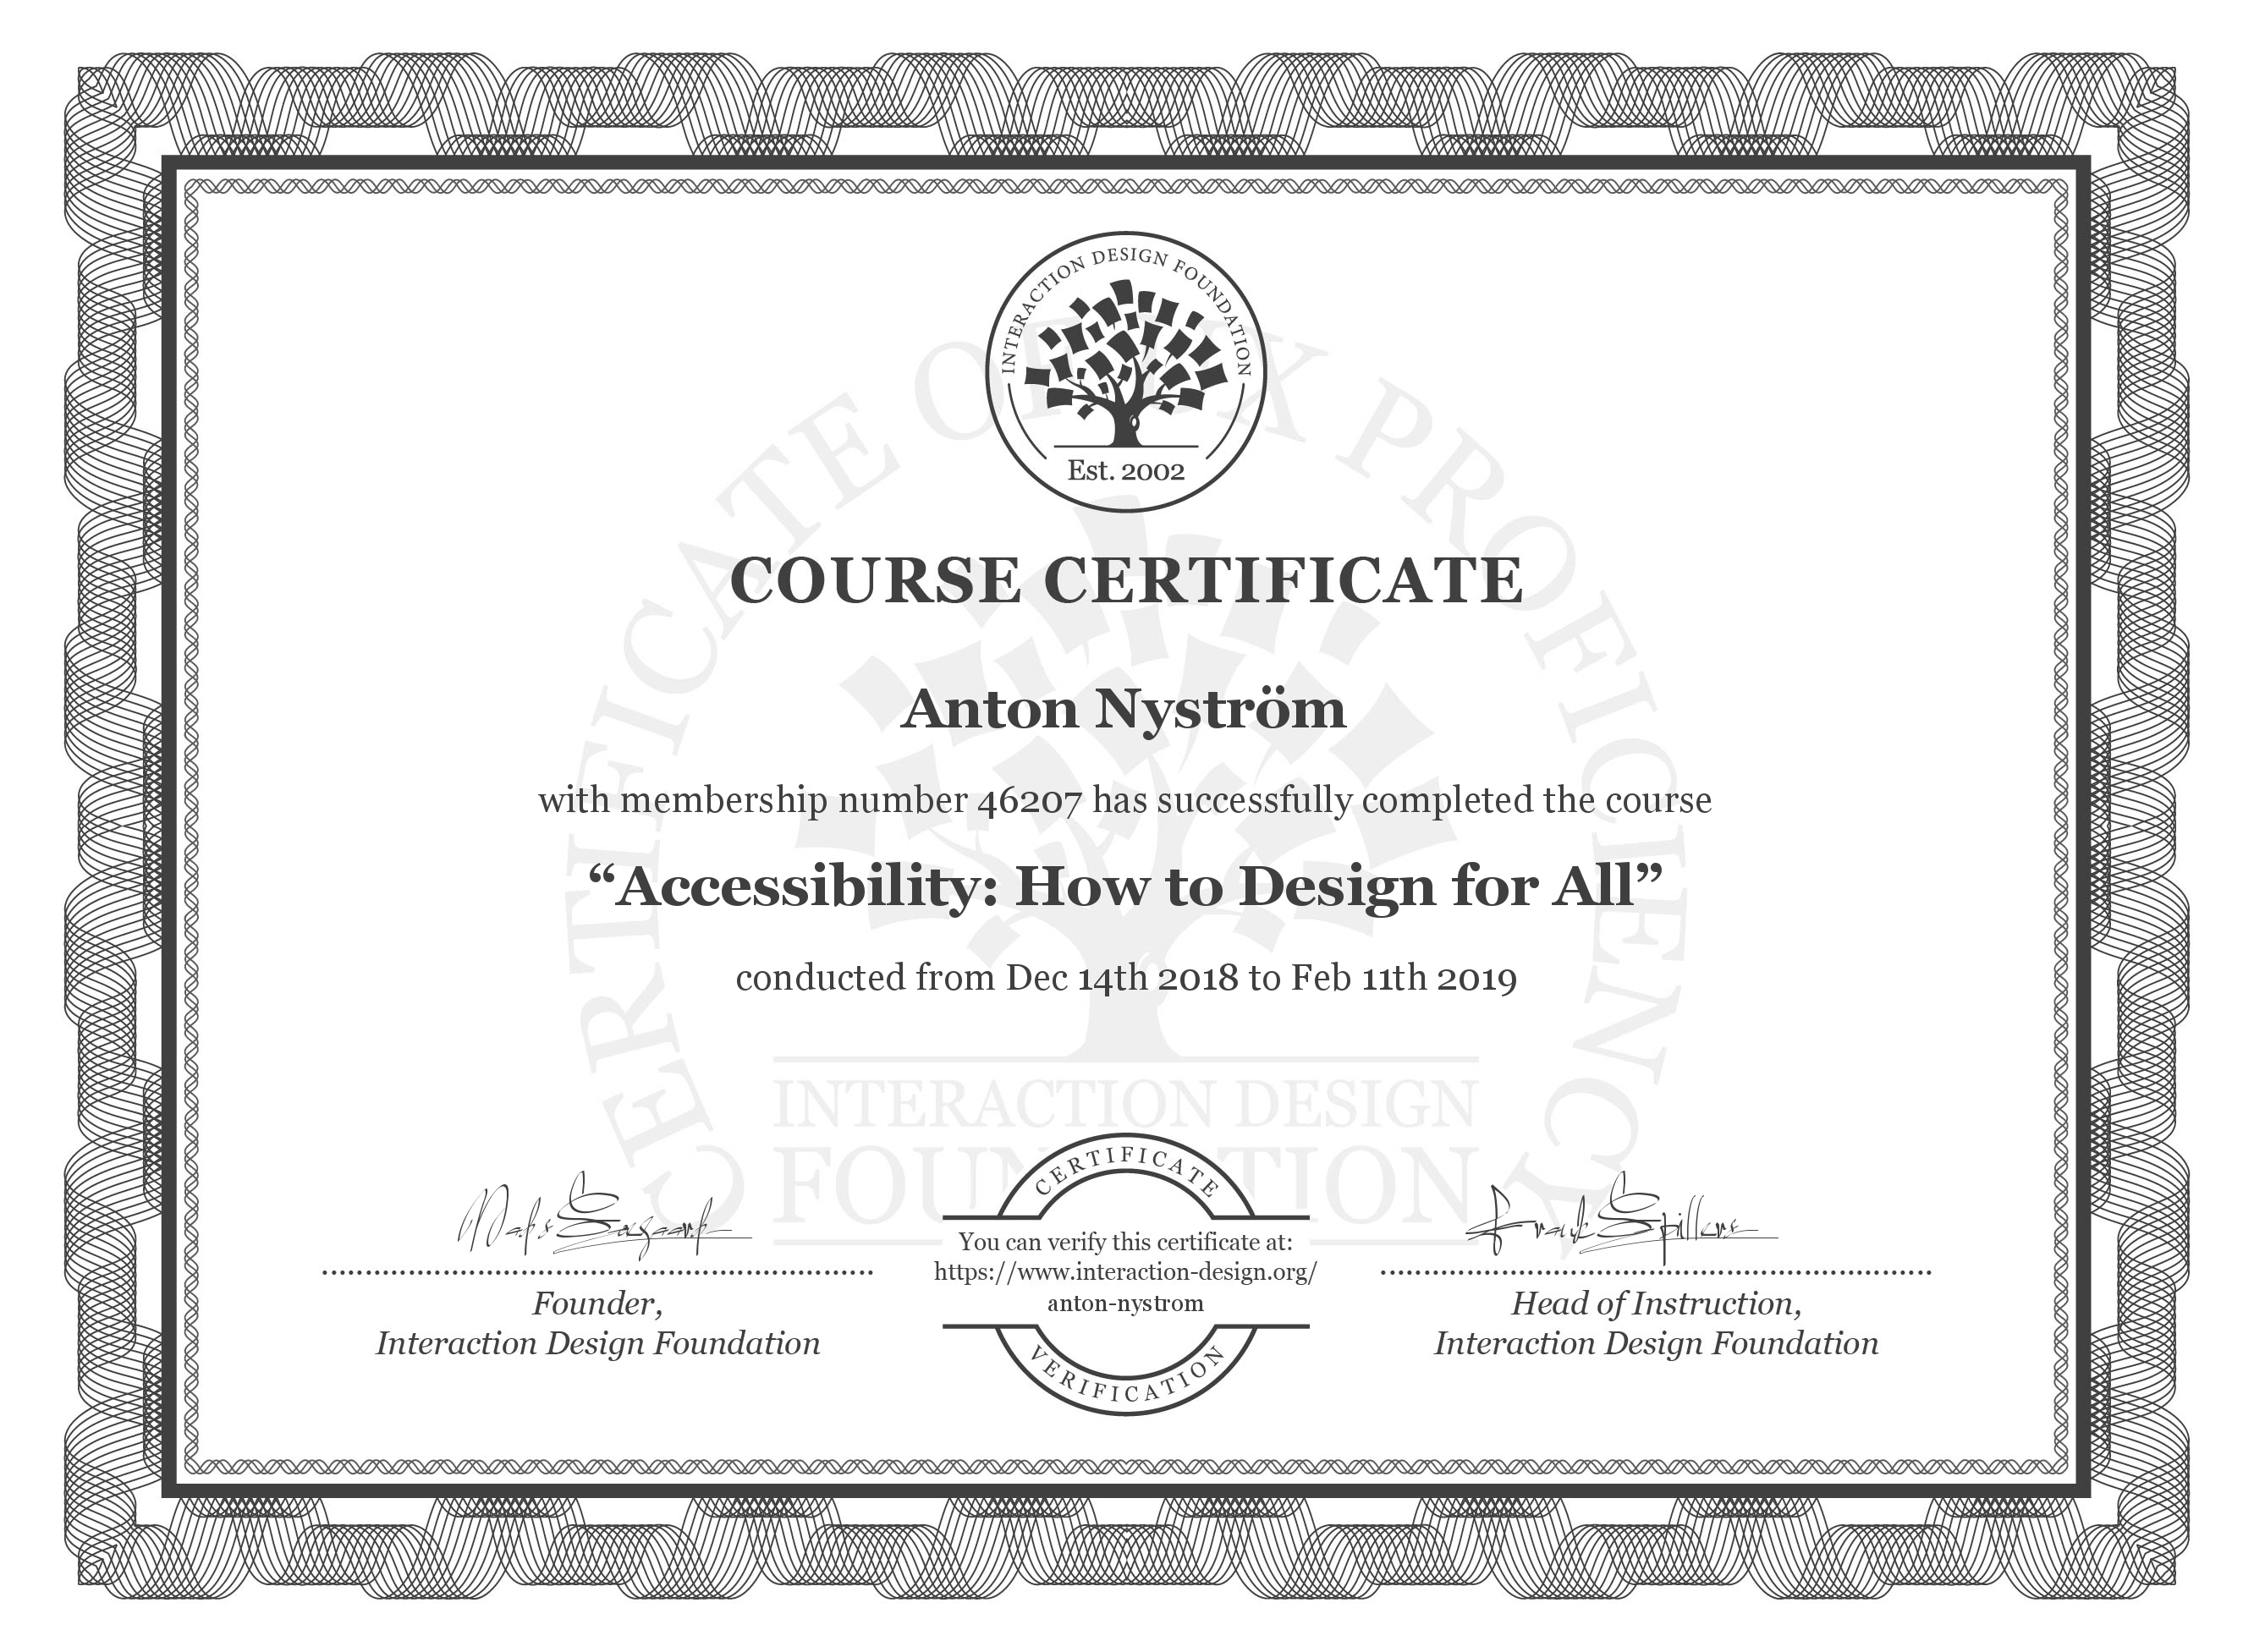 INTERACTION DESIGN FOUNDATION
Est. 2002
CERTIFICATE OF UX PROFICIENCY
COURSE CERTIFICATE
Anton Nyström
with membership number 46207 has successfully completed the course
“Accessibility: How to Design for All”
conducted from Dec 14th 2018 to Feb 11th 2019
INTERACTION DESIGN
FOUNDATION
CERTIFICATE
You can verify this certificate at:
https://www.interaction-design.org/
anton-nystrom
VERIFICATION
Founder,
Interaction Design Foundation
Frank Spillers
Head of Instruction,
Interaction Design Foundation